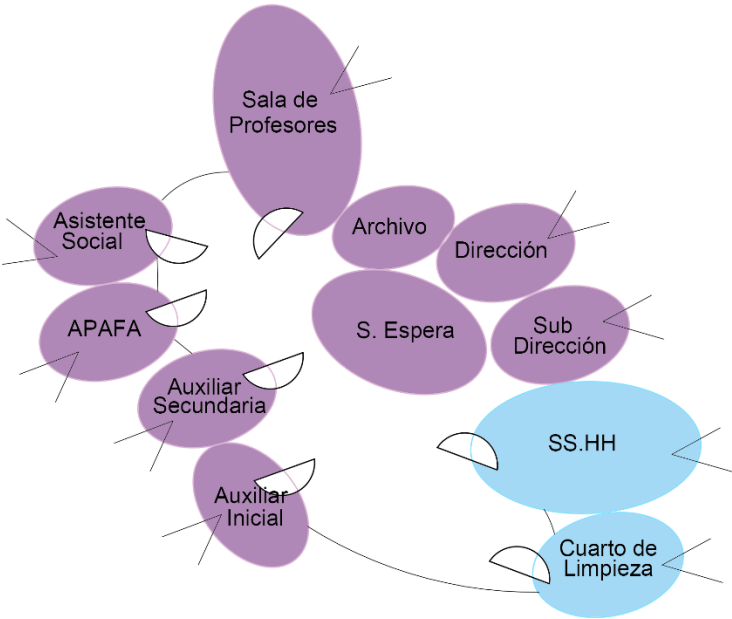 Sala de
Profesores
Asistente
Social
Archivo
Dirección
APAFA
S. Espera
Sub
Dirección
Auxiliar
Secundaria
SS.HH
Auxiliar
Inicial
Cuarto de
Limpieza